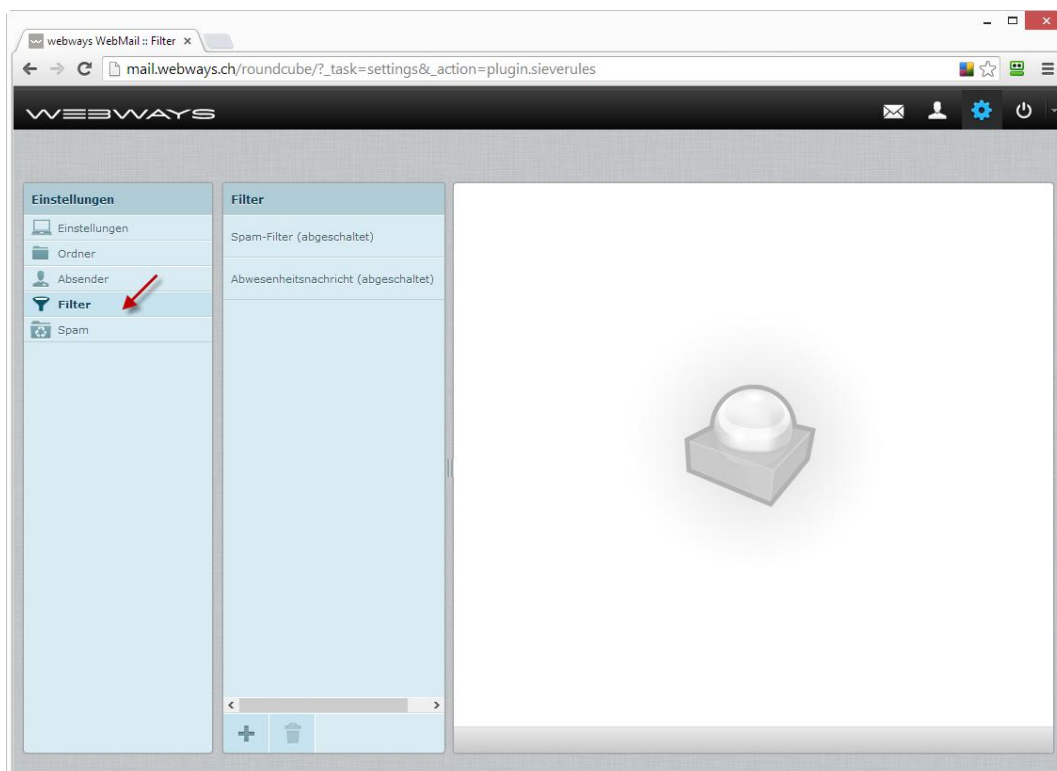 webways WebMail :: Filter
mail.webways.ch/roundcube/?_task=settings&_action=plugin.sieverules
WEBWAYS
Einstellungen
Einstellungen
Ordner
Absender
Filter
Spam
Filter
Spam-Filter (abgeschaltet)
Abwesenheitsnachricht (abgeschaltet)